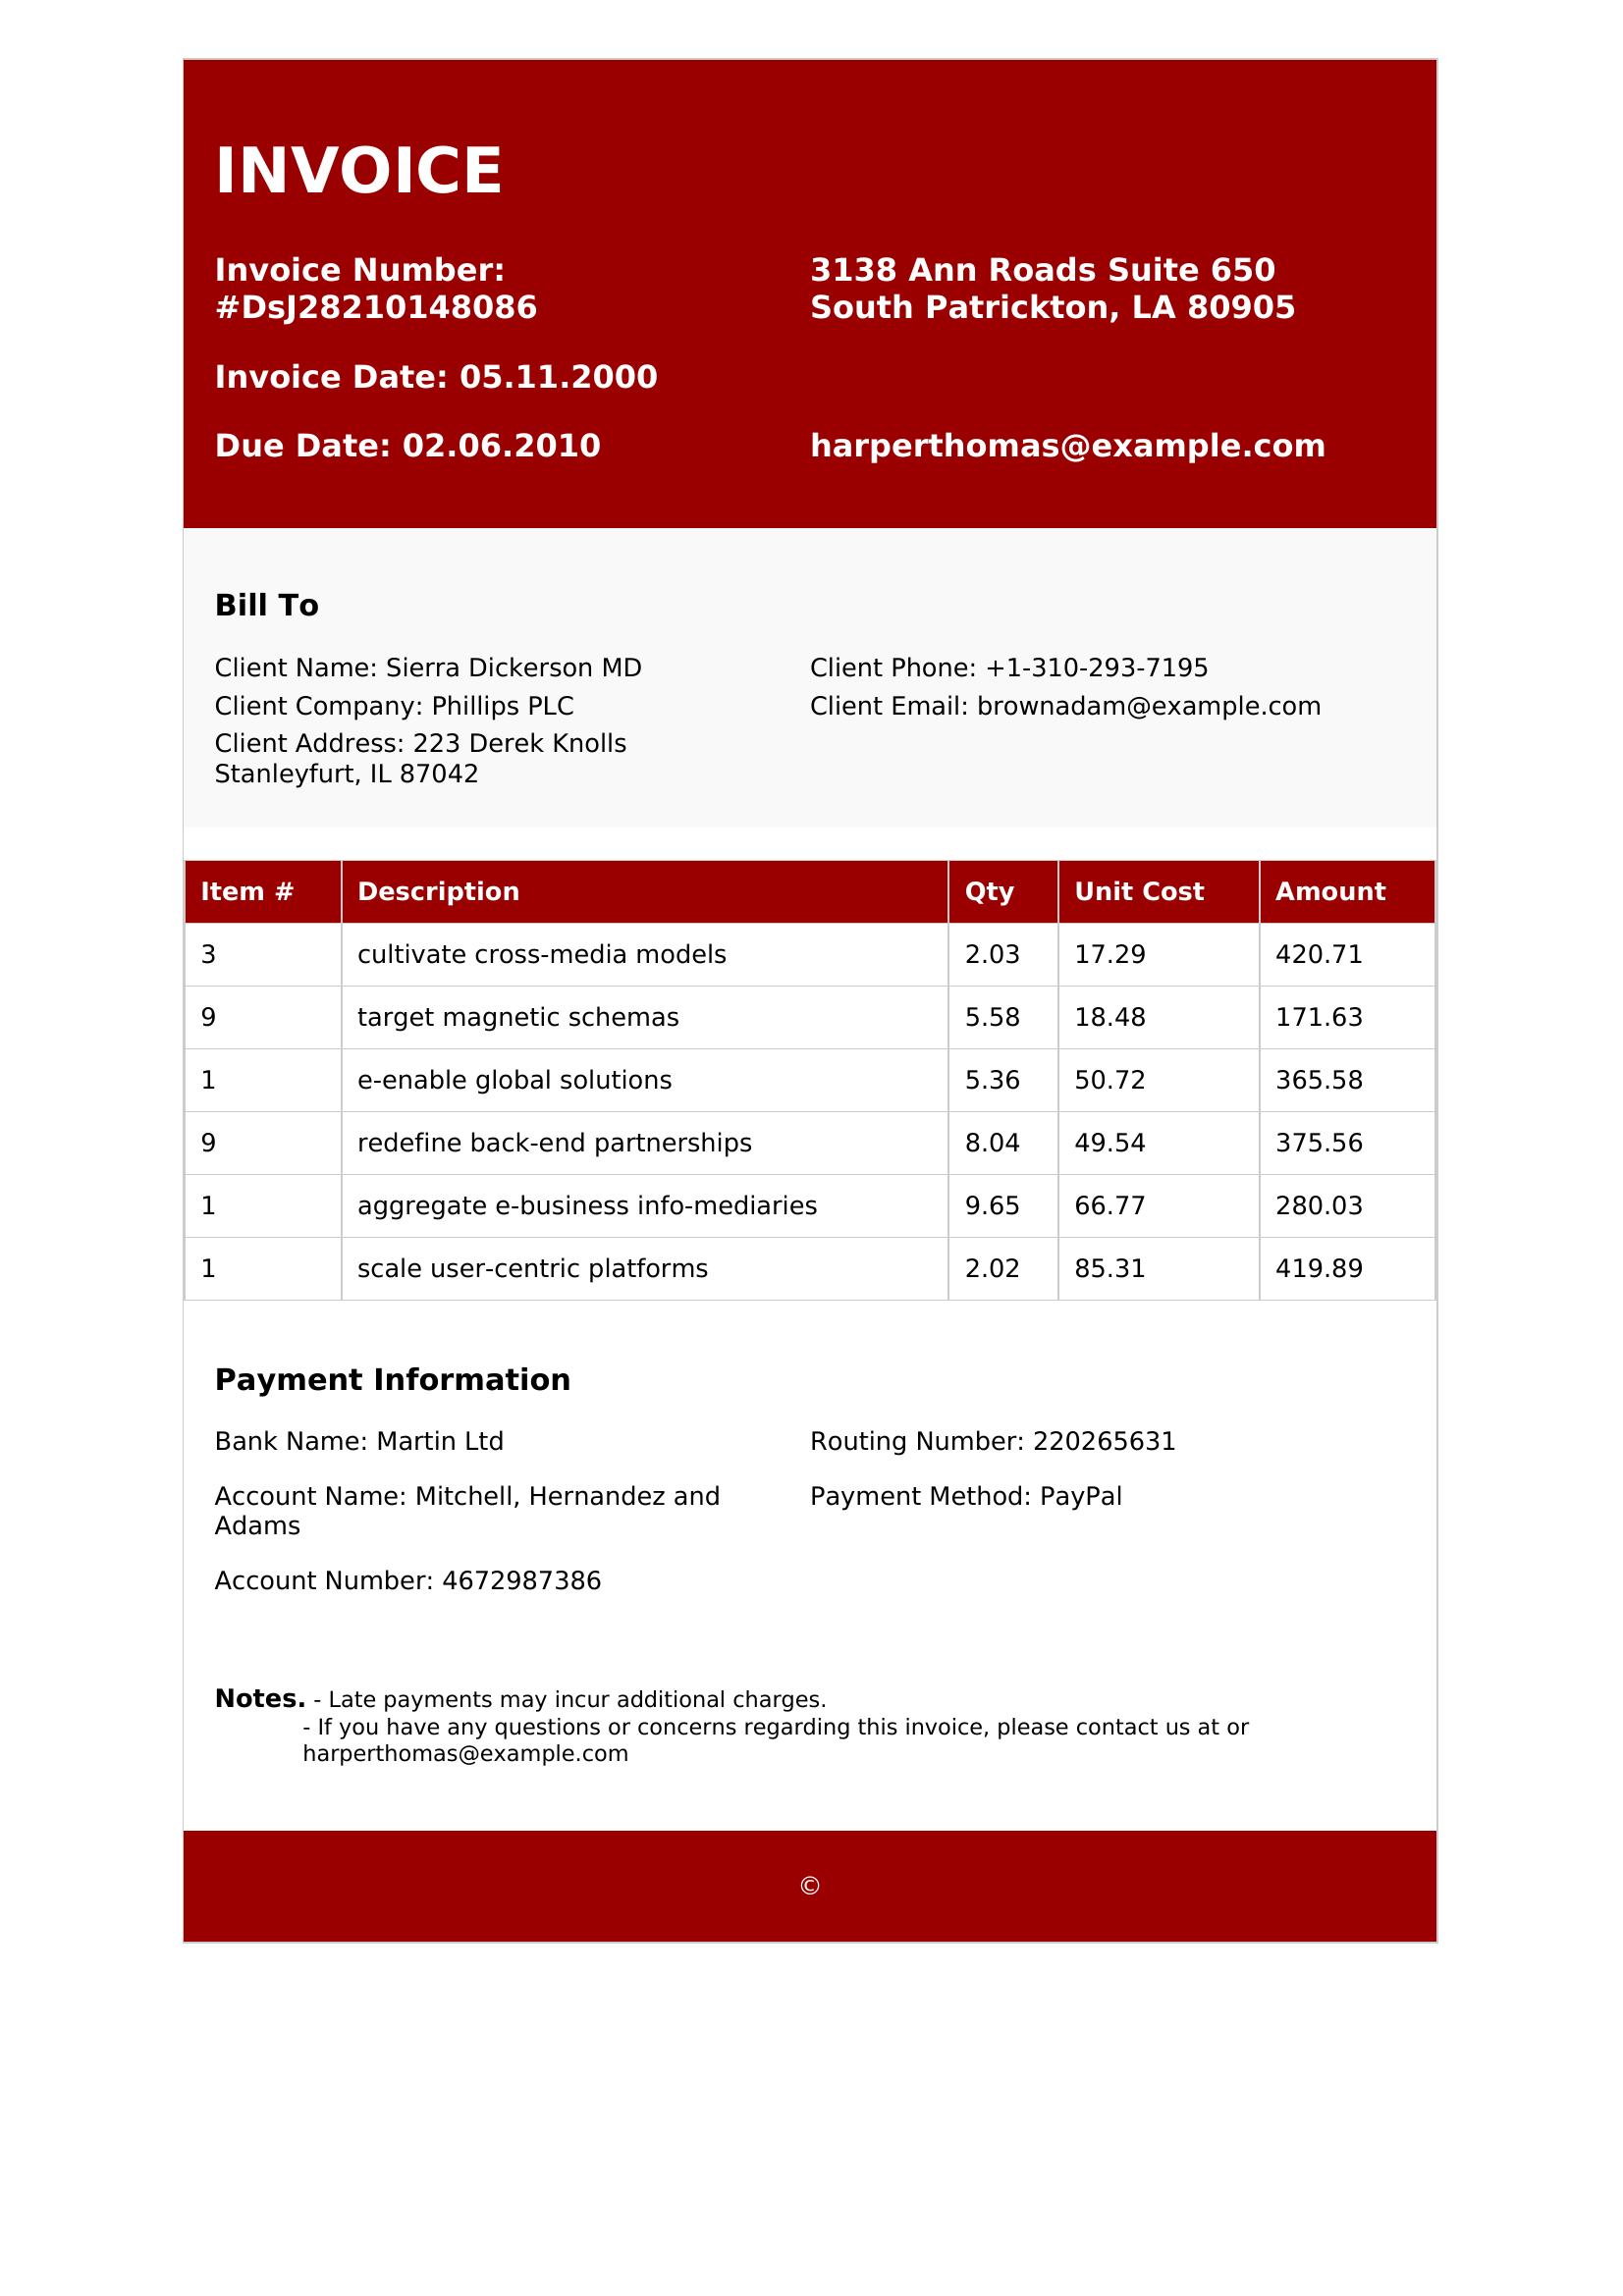 INVOICE
Invoice Number:
#DsJ28210148086
3138 Ann Roads Suite 650
South Patrickton, LA 80905
Invoice Date: 05.11.2000
Due Date: 02.06.2010
harperthomas@example.com
Bill To
Client Name: Sierra Dickerson MD
Client Phone: +1-310-293-7195
Client Company: Phillips PLC
Client Email: brownadam@example.com
Client Address: 223 Derek Knolls
Stanleyfurt, IL 87042
Item # Description Qty Unit Cost Amount
3 cultivate cross-media models 2.03 17.29 420.71
9 target magnetic schemas 5.58 18.48 171.63
1 e-enable global solutions 5.36 50.72 365.58
9 redefine back-end partnerships 8.04 49.54 375.56
1 aggregate e-business info-mediaries 9.65 66.77 280.03
1 scale user-centric platforms 2.02 85.31 419.89
Payment Information
Bank Name: Martin Ltd
Routing Number: 220265631
Account Name: Mitchell, Hernandez and
Adams
Payment Method: PayPal
Account Number: 4672987386
Notes. - Late payments may incur additional charges.
- If you have any questions or concerns regarding this invoice, please contact us at or
harperthomas@example.com
©